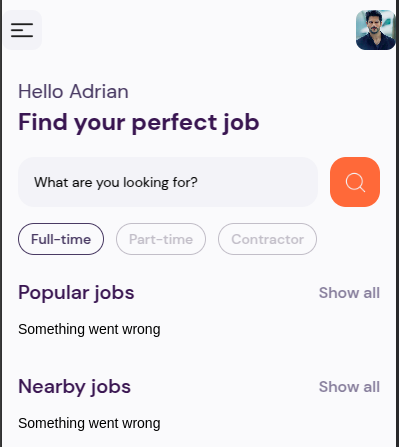 Hello Adrian
Find your perfect job
What are you looking for?
Full-time Part-time Contractor
Popular jobs Show all
Something went wrong
Nearby jobs Show all
Something went wrong